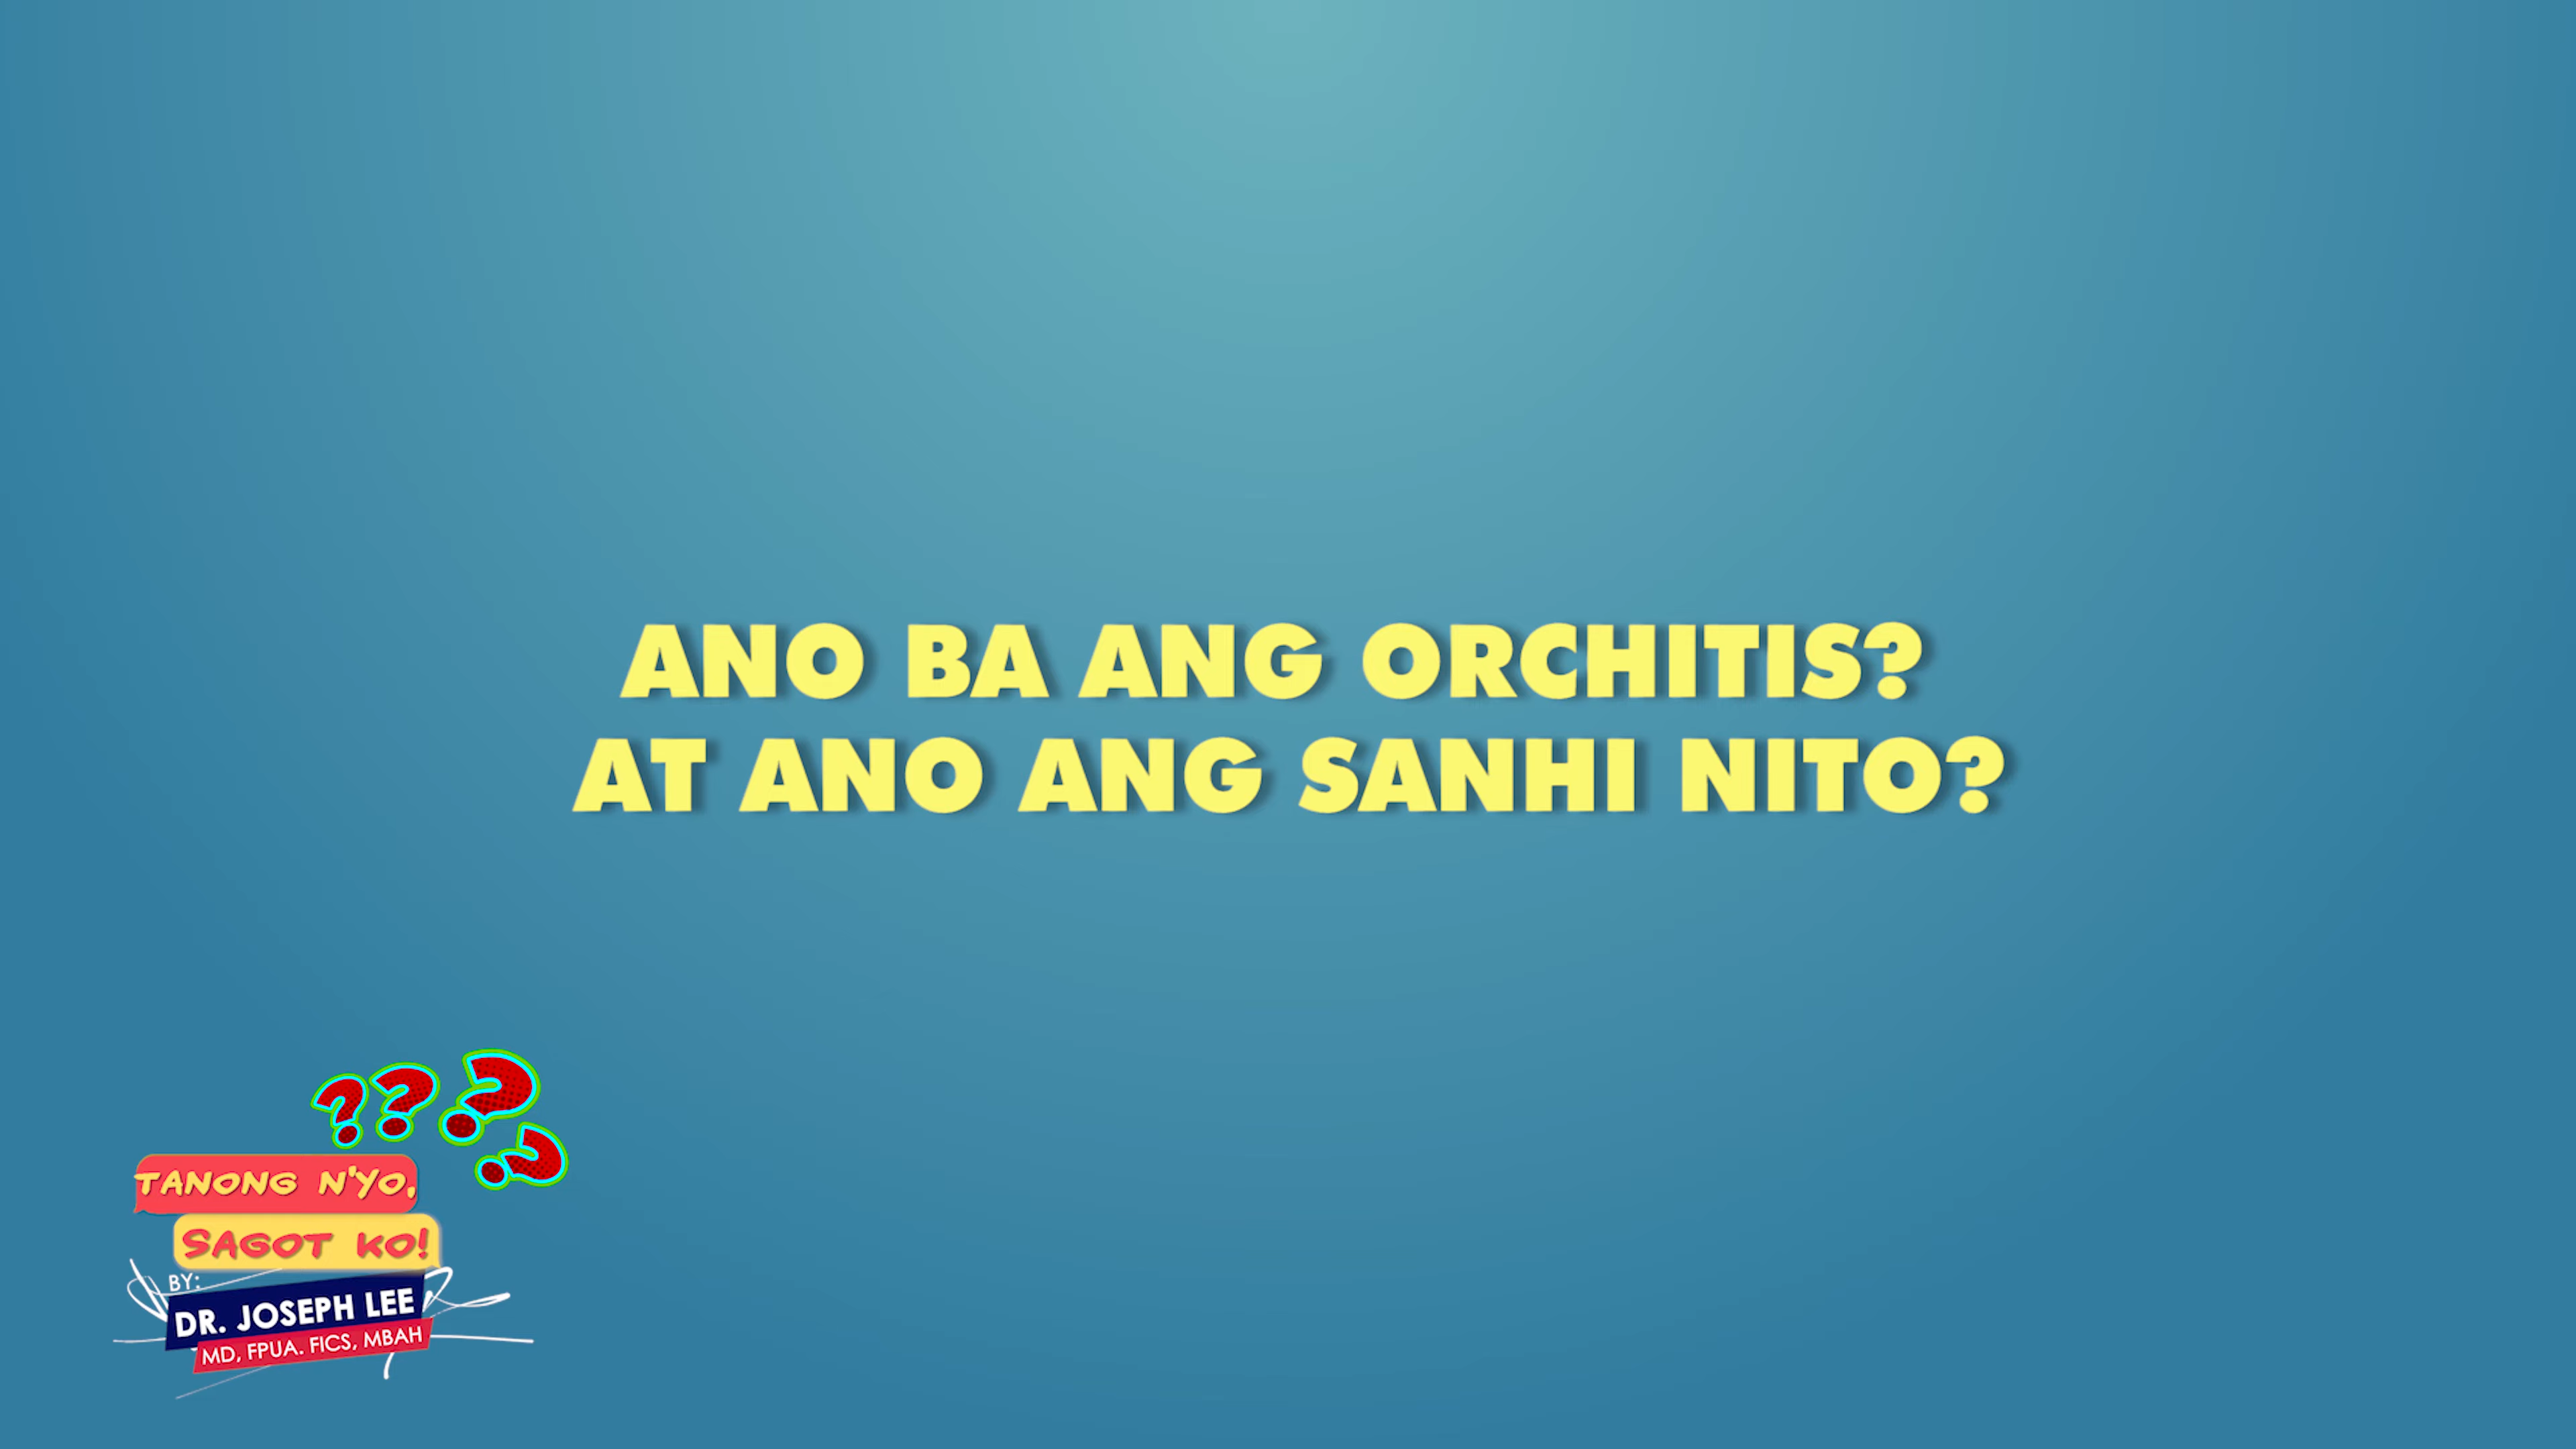 ANO BA ANG ORCHITIS?
AT ANO ANG SANHI NITO?
TANONG N'YO,
SAGOT KO!
BY:
DR. JOSEPH LEE
MD, FPUA. FICS, MBAH